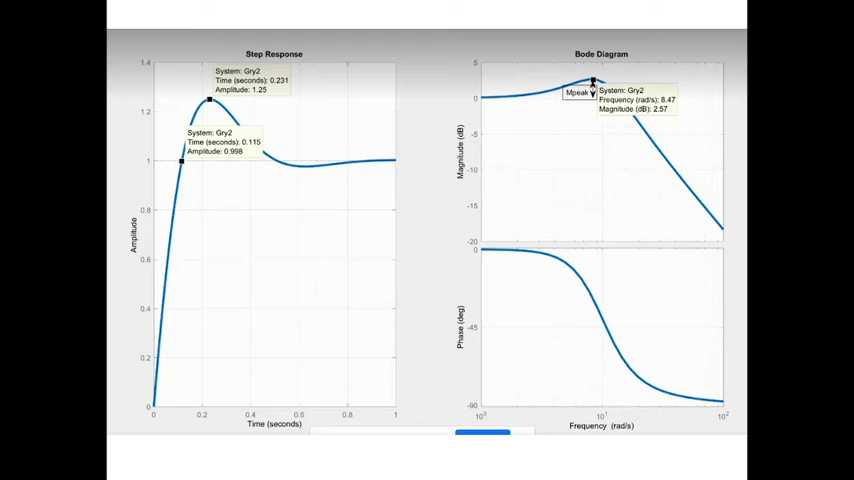 Step Response
System: Gry2
Time (seconds): 0.231
Amplitude: 1.25
System: Gry2
Time (seconds): 0.115
Amplitude: 0.998
1.4
1.2
1
0.8
0.6
0.4
0.2
0
Amplitude
0
0.2
0.4
0.6
0.8
1
Time (seconds)
Bode Diagram
Mpeak
System: Gry2
Frequency (rad/s): 8.47
Magnitude (dB): 2.57
5
0
-5
-10
-15
-20
Magnitude (dB)
0
-45
-90
Phase (deg)
10^0
10^1
10^2
Frequency (rad/s)